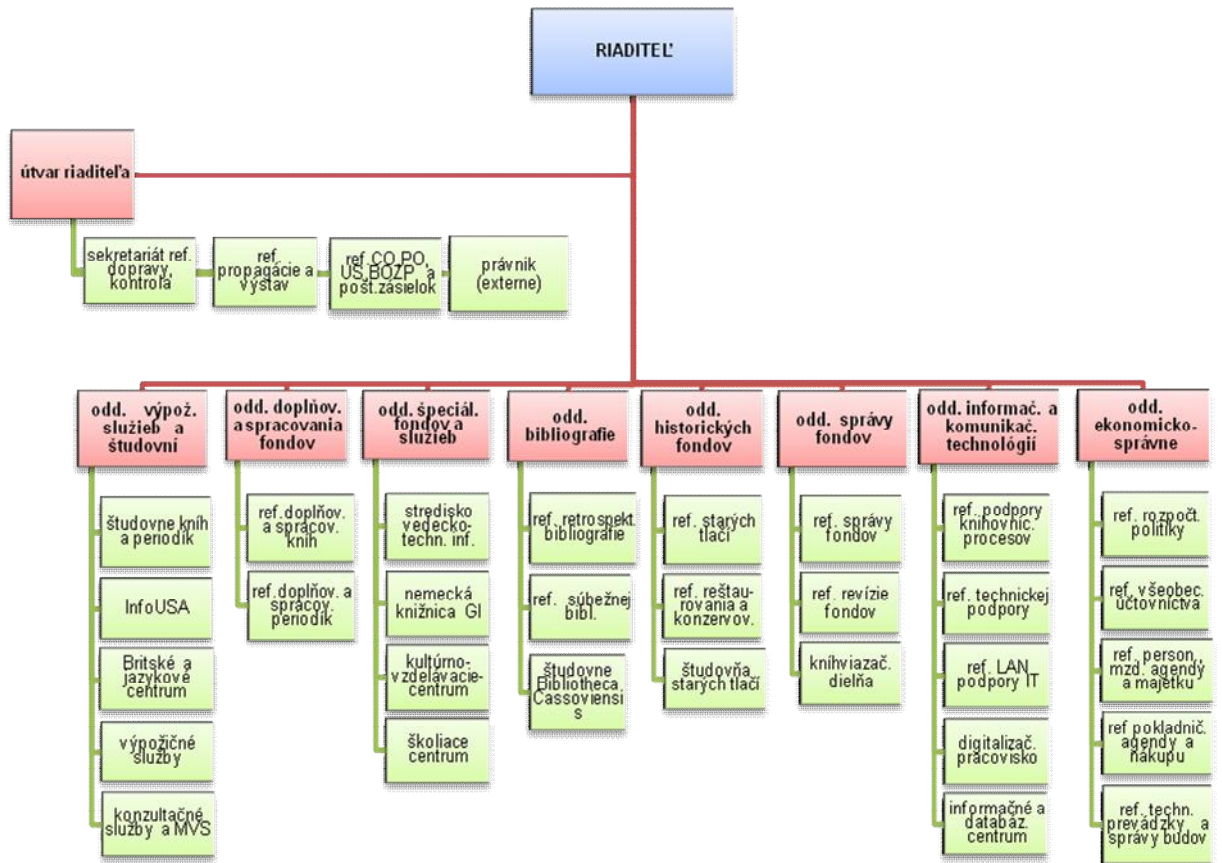 RIADITEĽ
útvar riaditeľa
sekretariát ref.
dopravy,
kontrola
ref.
propagácie a
výstav
ref.CO,PO,
US,BOZP a
pošt.zásielok
právnik
(externe)
odd. výpož.
služieb a
študovní
študovne kníh
a periodík
InfoUSA
Britské a
jazykové
centrum
výpožičné
služby
konzultačné
služby a MVS
odd. doplňov.
a spracovania
fondov
ref. doplňov.
a spracov.
kníh
ref.doplňov. a
spracov.
periodík
odd. špeciál.
fondov a
služieb
stredisko
vedecko-
techn. inf.
nemecká
knižnica GI
kultúrno-
vzdelávacie-
centrum
školiace
centrum
odd.
bibliografie
ref. retrospekt.
bibliografie
ref. súbežnej
bibl.
študovne
Bibliotheca
Cassoviensi
s
odd.
historických
fondov
ref. starých
tlačí
ref. reštau-
rovania a
konzervov.
študovňa
starých tlačí
odd. správy
fondov
ref. správy
fondov
ref. revízie
fondov
kníhviazač.
dielňa
odd. informač. a
komunikač.
technológií
ref. podpory
knihovníc.
procesov
ref. technickej
podpory
ref. LAN,
podpory IT
digitalizač.
pracovisko
informačné a
databáz.
centrum
odd.
ekonomicko-
správne
ref. rozpočt.
politiky
ref. všeobec.
účtovníctva
ref. person.,
mzd. agendy
a majetku
ref pokladnič.
agendy a
nákupu
ref. techn.
prevádzky a
správy budov